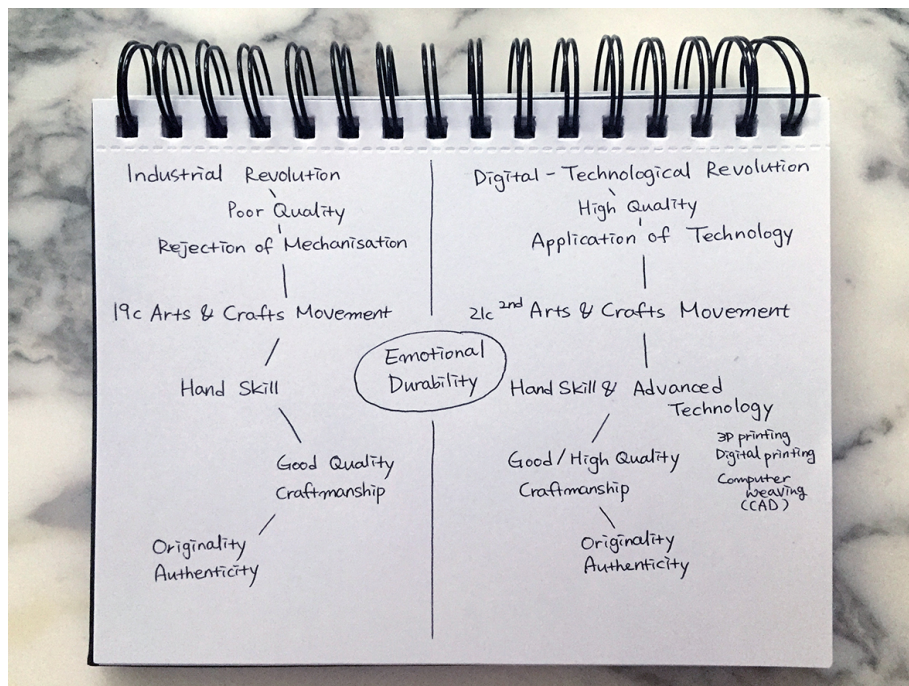 Industrial Revolution
Poor Quality
Rejection of Mechanisation
19c Arts & Crafts Movement
Hand Skill
Good Quality
Craftmanship
Originality
Authenticity
Emotional
Durability
Digital - Technological Revolution
High Quality
Application of Technology
21c 2nd Arts & Crafts Movement
Hand Skill & Advanced
Technology
3D printing
Digital printing
Computer
weaving
(CAD)
Good/High Quality
Craftmanship
Originality
Authenticity